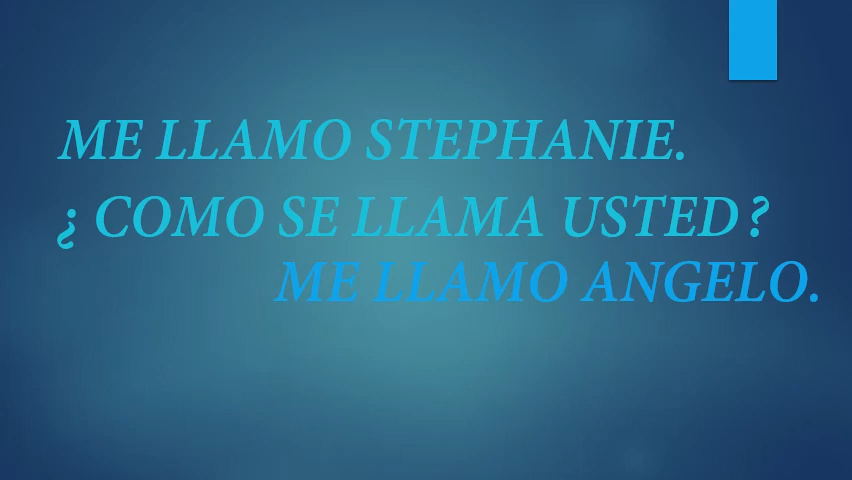 ME LLAMO STEPHANIE.
¿ COMO SE LLAMA USTED?
ME LLAMO ANGELO.